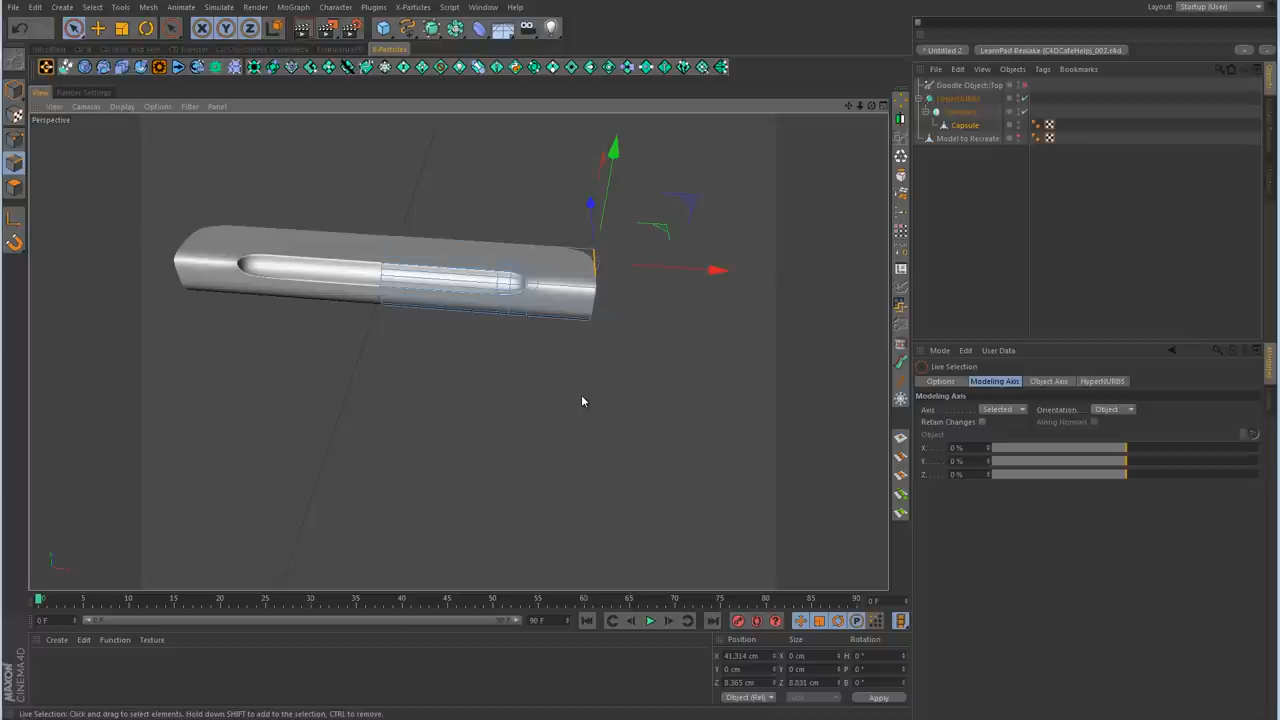 File Edit Create Select Tools Mesh Animate Simulate Render MoGraph Character Plugins X-Particles Script Window Help
Layout: Startup (User)
X-Particles
Untitled 2 LearnPad Remake (C4DCafeHelp)_002.c4d
File Edit View Objects Tags Bookmarks
View Render Settings
View Cameras Display Options Filter Panel
Perspective
Doodle Object:Top
HyperNURBS
Capsule
Model to Recreate
Mode Edit User Data
Live Selection
Options Modeling Axis Object Axis HyperNURBS
Modeling Axis
Axis Selected Orientation Object
Retain Changes Along Normals
Object
X 0 %
Y 0 %
Z 0 %
0 5 10 15 20 25 30 35 40 45 50 55 60 65 70 75 80 85 90 0 F
0 F 0 F 90 F 90 F
Create Edit Function Texture
Position Size Rotation
X 41.314 cm X 0 cm H 0 °
Y 0 cm Y 0 cm P 0 °
Z 8.365 cm Z 8.831 cm B 0 °
Object (Rel) Apply
MAXON CINEMA 4D
Live Selection: Click and drag to select elements. Hold down SHIFT to add to the selection, CTRL to remove.